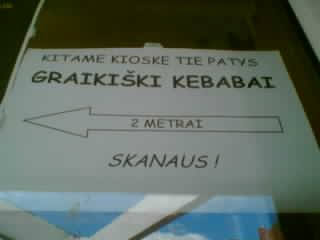 KITAME KIOSKE TIE PATYS
GRAIKIŠKI KEBABAI
2 METRAI
SKANAUS!